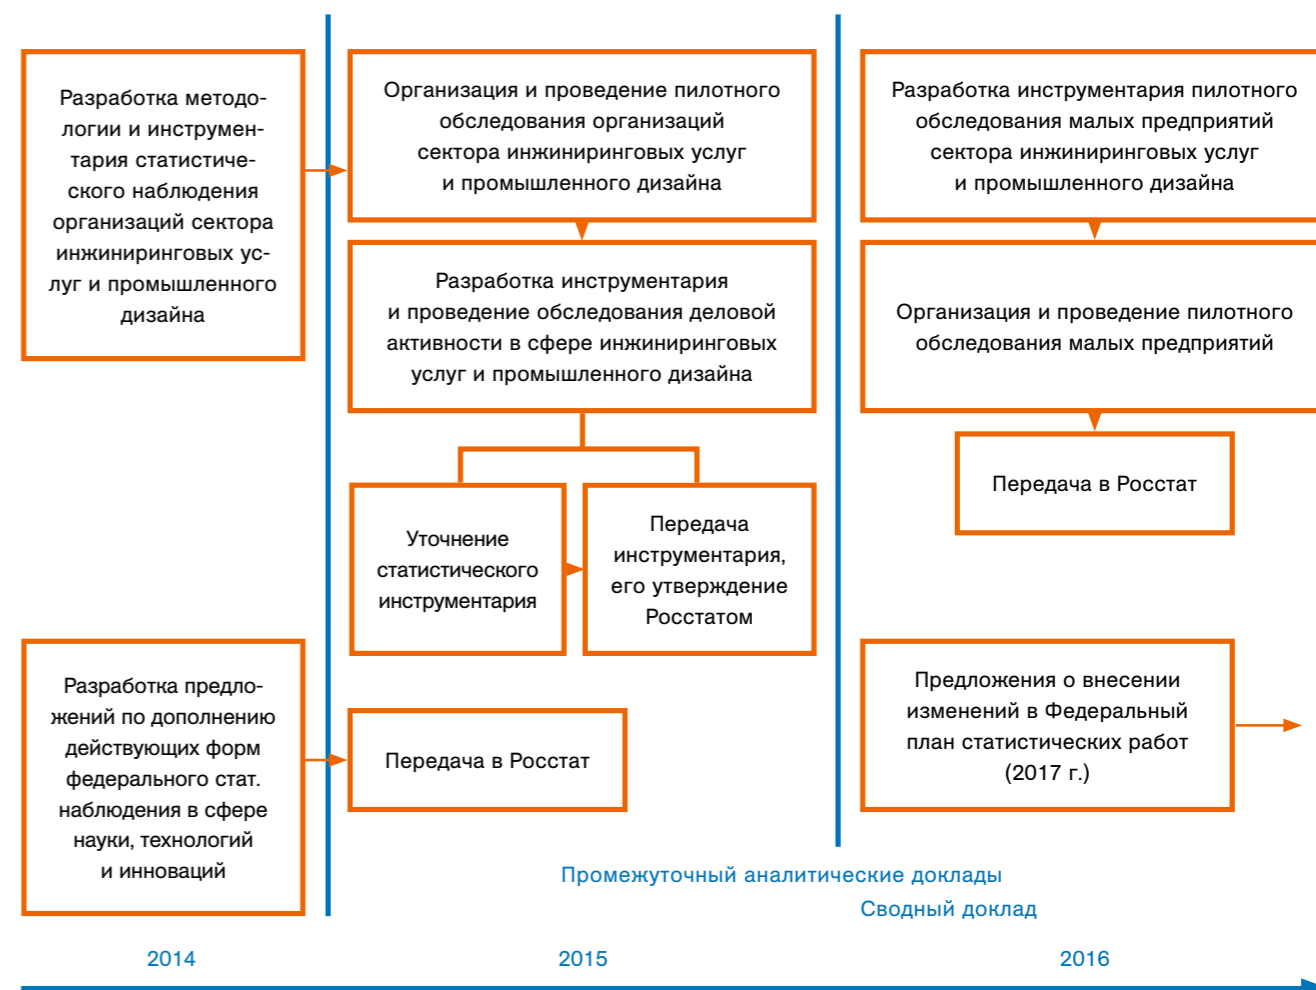 Разработка методо-
логии и инструмен-
тария статистиче-
ского наблюдения
организаций сектора
инжиниринговых ус-
луг и промышленного
дизайна
Разработка предло-
жений по дополнению
действующих форм
федерального стат.
наблюдения в сфере
науки, технологий
и инноваций
Организация и проведение пилотного
обследования организаций
сектора инжиниринговых услуг
и промышленного дизайна
Разработка инструментария
и проведение обследования деловой
активности в сфере инжиниринговых
услуг и промышленного дизайна
Уточнение
статистического
инструментария
Передача
инструментария,
его утверждение
Росстатом
Передача в Росстат
Разработка инструментария пилотного
обследования малых предприятий
сектора инжиниринговых услуг
и промышленного дизайна
Организация и проведение пилотного
обследования малых предприятий
Передача в Росстат
Предложения о внесении
изменений в Федеральный
план статистических работ
(2017 г.)
Промежуточный аналитические доклады
Сводный доклад
2014
2015
2016